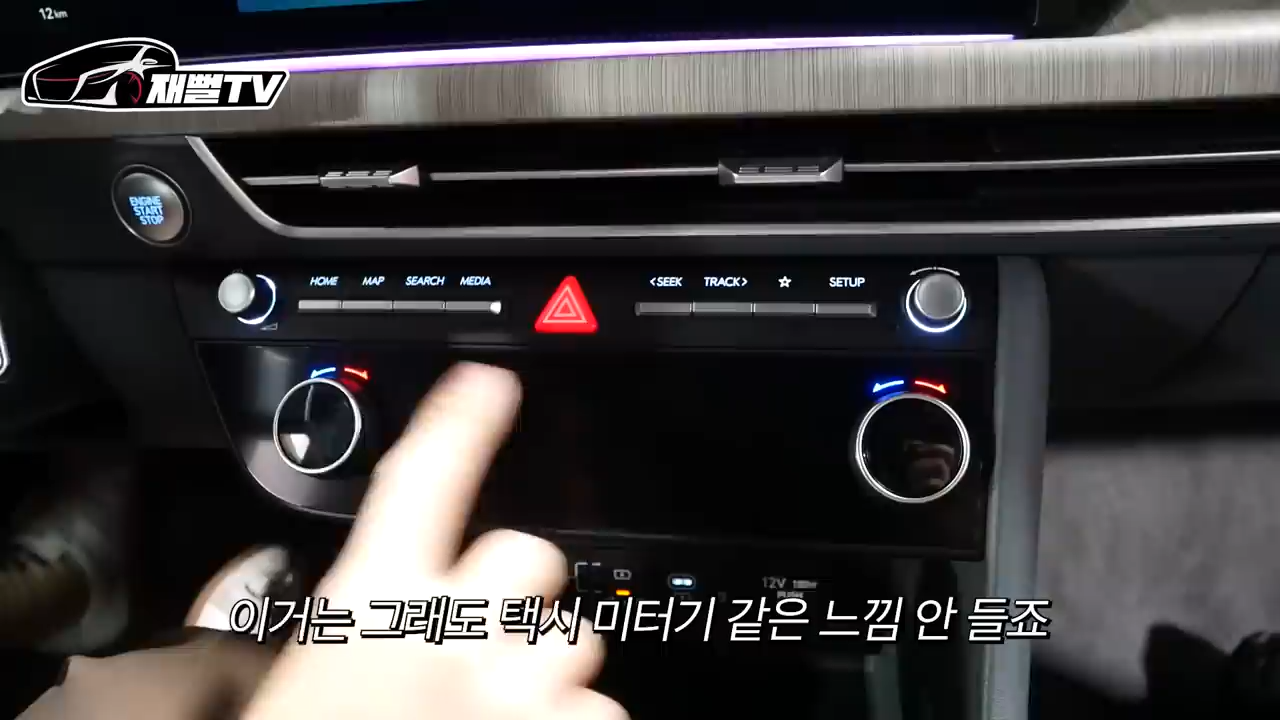 12km
재뻘TV
ENGINE
START
STOP
HOME MAP SEARCH MEDIA
<SEEK TRACK> ☆ SETUP
12V 180W
이거는 그래도 택시 미터기 같은 느낌 안 들죠